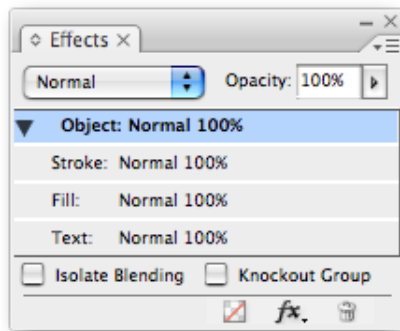 Effects
Normal Opacity: 100%
Object: Normal 100%
Stroke: Normal 100%
Fill: Normal 100%
Text: Normal 100%
Isolate Blending Knockout Group
fx.